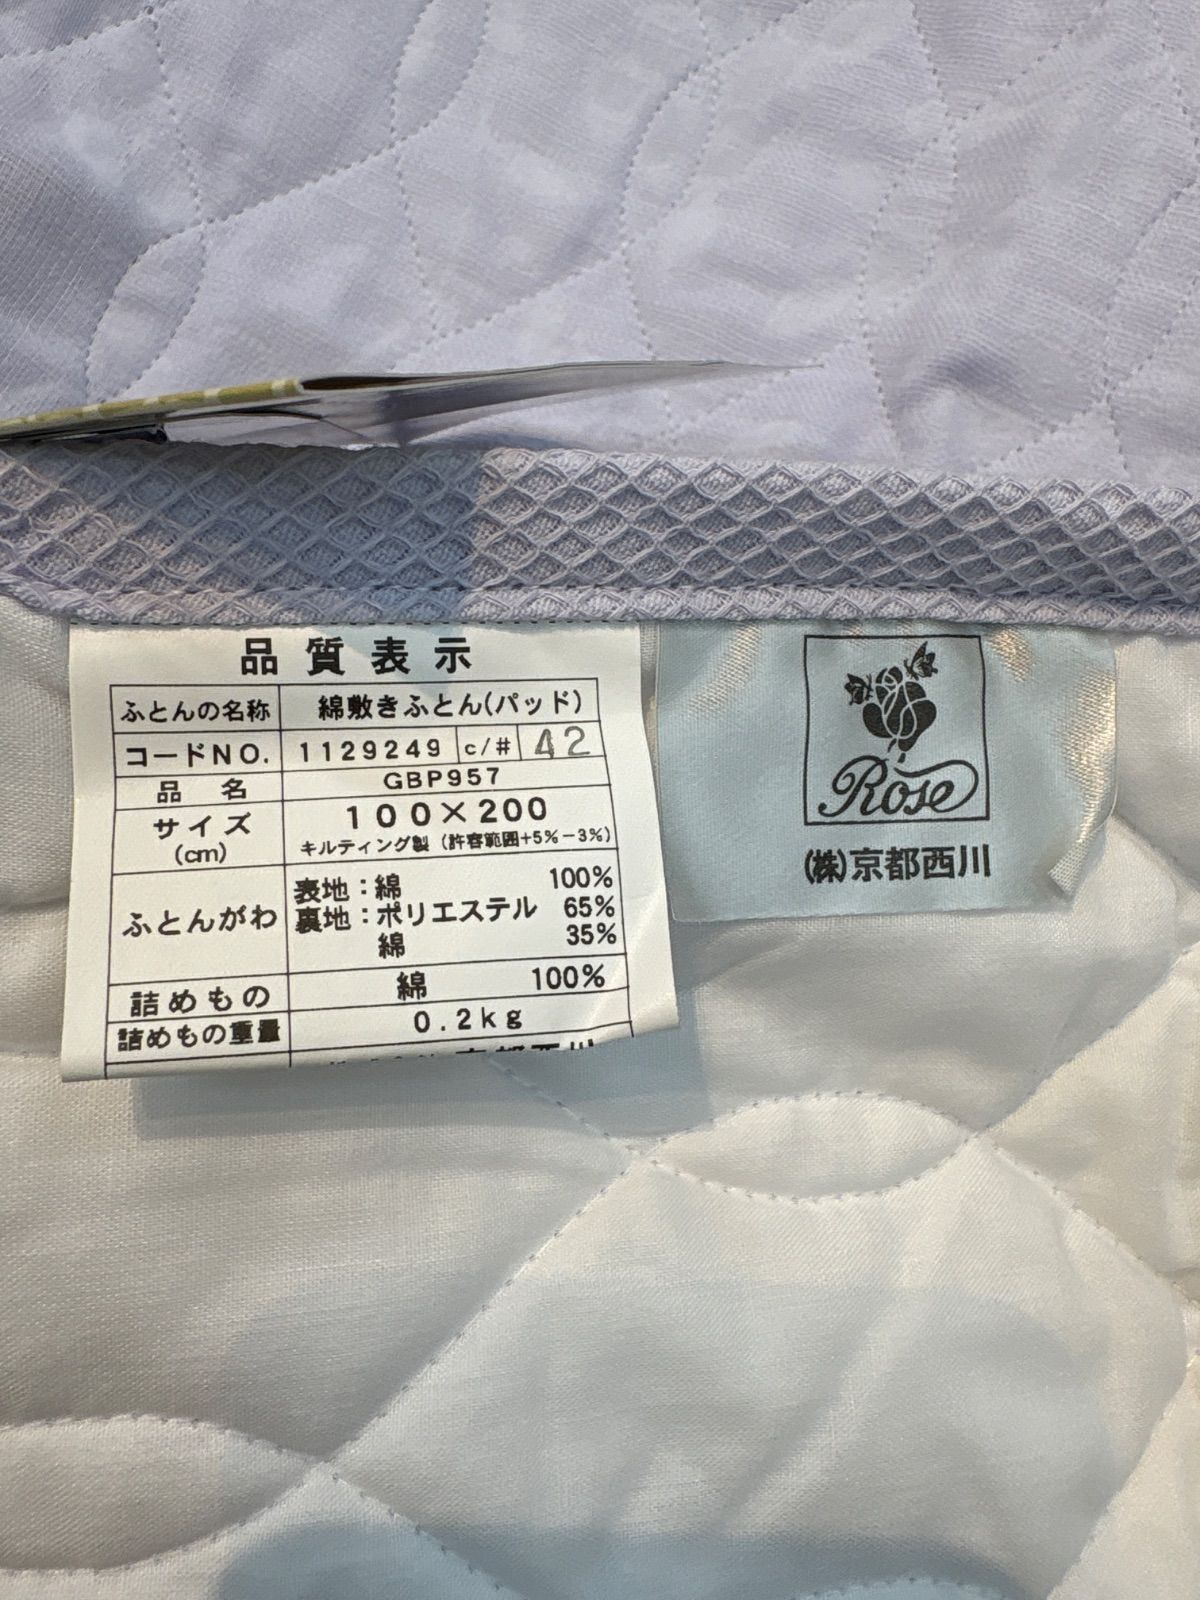 品質表示
ふとんの名称 綿敷きふとん(パッド)
コードNO. 1129249 c/# 42
品名 GBP957
サイズ(cm) 100×200
キルティング製(許容範囲+5%-3%)
ふとんがわ 表地:綿 100%
裏地:ポリエステル 65%
綿 35%
詰めもの 綿 100%
詰めもの重量 0.2kg
京都西川
Rose
(株)京都西川